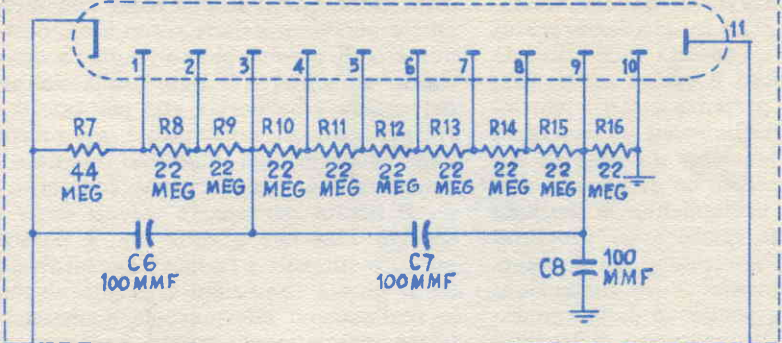 11
1 2 3 4 5 6 7 8 9 10
R7 R8 R9 R10 R11 R12 R13 R14 R15 R16
44 22 22 22 22 22 22 22 22 22
MEG MEG MEG MEG MEG MEG MEG MEG MEG MEG
C6
100MMF
C7
100MMF
C8
100
MMF